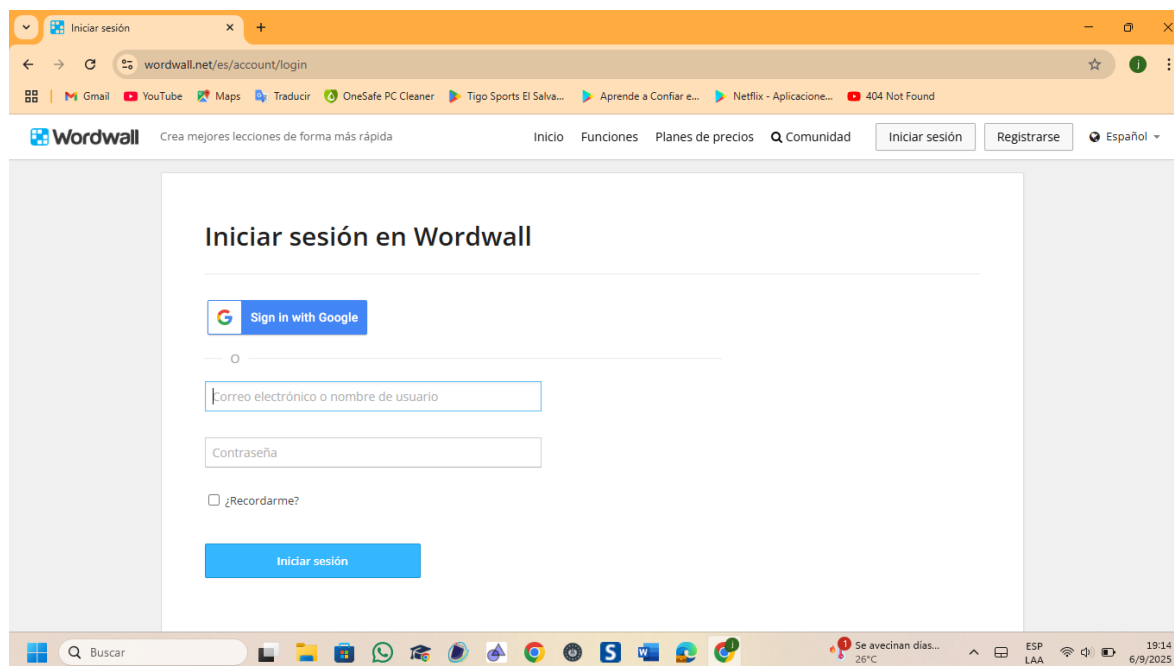 Iniciar sesión
wordwall.net/es/account/login
j
Gmail
YouTube
Maps
Traducir
OneSafe PC Cleaner
Tigo Sports El Salva...
Aprende a Confiar e...
Netflix - Aplicacione...
404 Not Found
Wordwall
Crea mejores lecciones de forma más rápida
Inicio
Funciones
Planes de precios
Comunidad
Iniciar sesión
Registrarse
Español
Iniciar sesión en Wordwall
G
Sign in with Google
O
Correo electrónico o nombre de usuario
Contraseña
¿Recordarme?
Iniciar sesión
Buscar
S
W
1
Se avecinan días...
26°C
ESP
LAA
6/9/2025